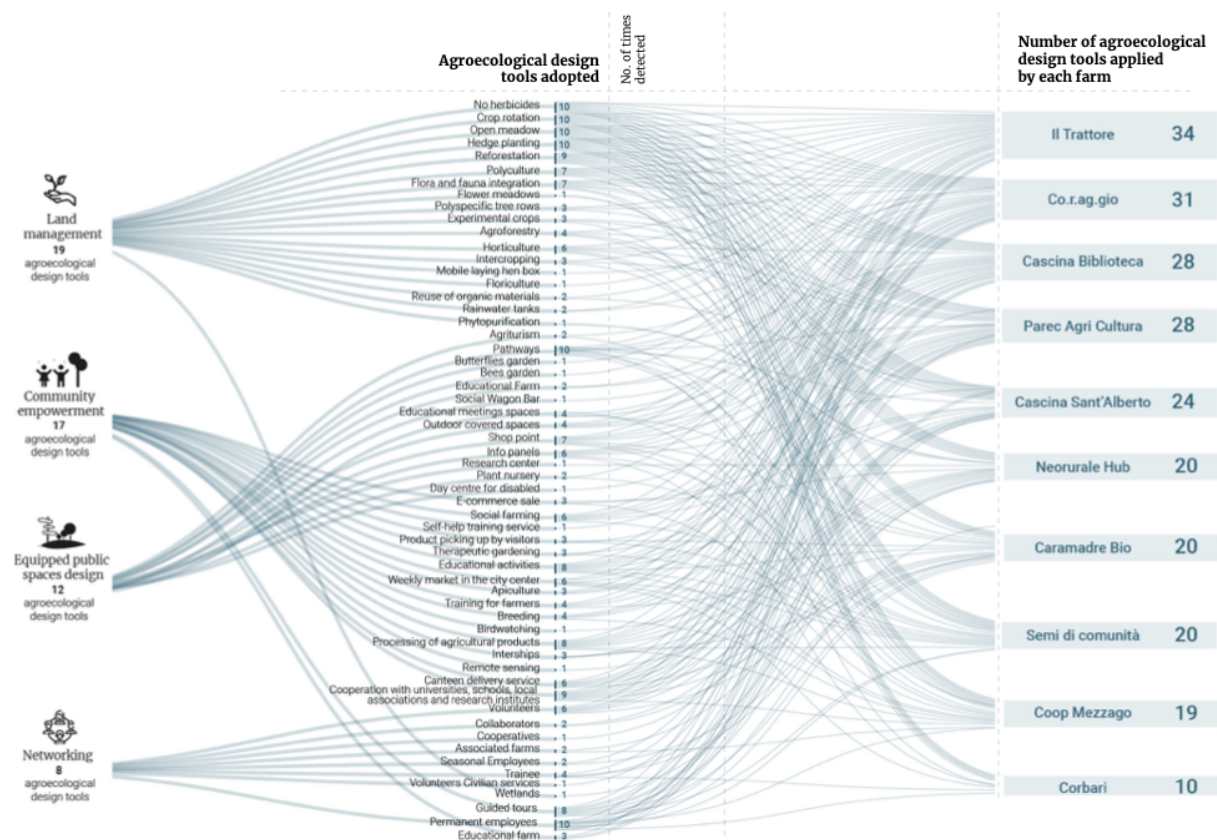 Agroecological design
tools adopted
No. of times
detected
Number of agroecological
design tools applied
by each farm
Land
management
19
agroecological
design tools
Community
empowerment
17
agroecological
design tools
Equipped public
spaces design
12
agroecological
design tools
Networking
8
agroecological
design tools
No herbicides 10
Crop rotation 10
Open meadow 10
Hedge planting 10
Reforestation 9
Polyculture 7
Flora and fauna integration 7
Flower meadows 1
Polyspecific tree rows 3
Experimental crops 3
Agroforestry 4
Horticulture 6
Intercropping 3
Mobile laying hen box 1
Floriculture 1
Reuse of organic materials 2
Rainwater tanks 2
Phytopurification 1
Agriturism 2
Pathways 10
Butterflies garden 1
Bees garden 1
Educational Farm 2
Social Wagon Bar 1
Educational meetings spaces 4
Outdoor covered spaces 4
Shop point 7
Info panels 6
Research center 1
Plant nursery 2
Day centre for disabled 1
E-commerce sale 3
Social farming 6
Self-help training service 1
Product picking up by visitors 3
Therapeutic gardening 3
Educational activities 8
Weekly market in the city center 6
Apiculture 3
Training for farmers 4
Breeding 4
Birdwatching 1
Processing of agricultural products 8
Interships 3
Remote sensing 1
Canteen delivery service 6
Cooperation with universities, schools, local
associations and research institutes 9
Volunteers 6
Collaborators 2
Cooperatives 1
Associated farms 2
Seasonal Employees 2
Trainee 4
Volunteers Civilian services 1
Wetlands 1
Guided tours 8
Permanent employees 10
Educational farm 3
Il Trattore 34
Co.r.ag.gio 31
Cascina Biblioteca 28
Parec Agri Cultura 28
Cascina Sant'Alberto 24
Neorurale Hub 20
Caramadre Bio 20
Semi di comunità 20
Coop Mezzago 19
Corbari 10